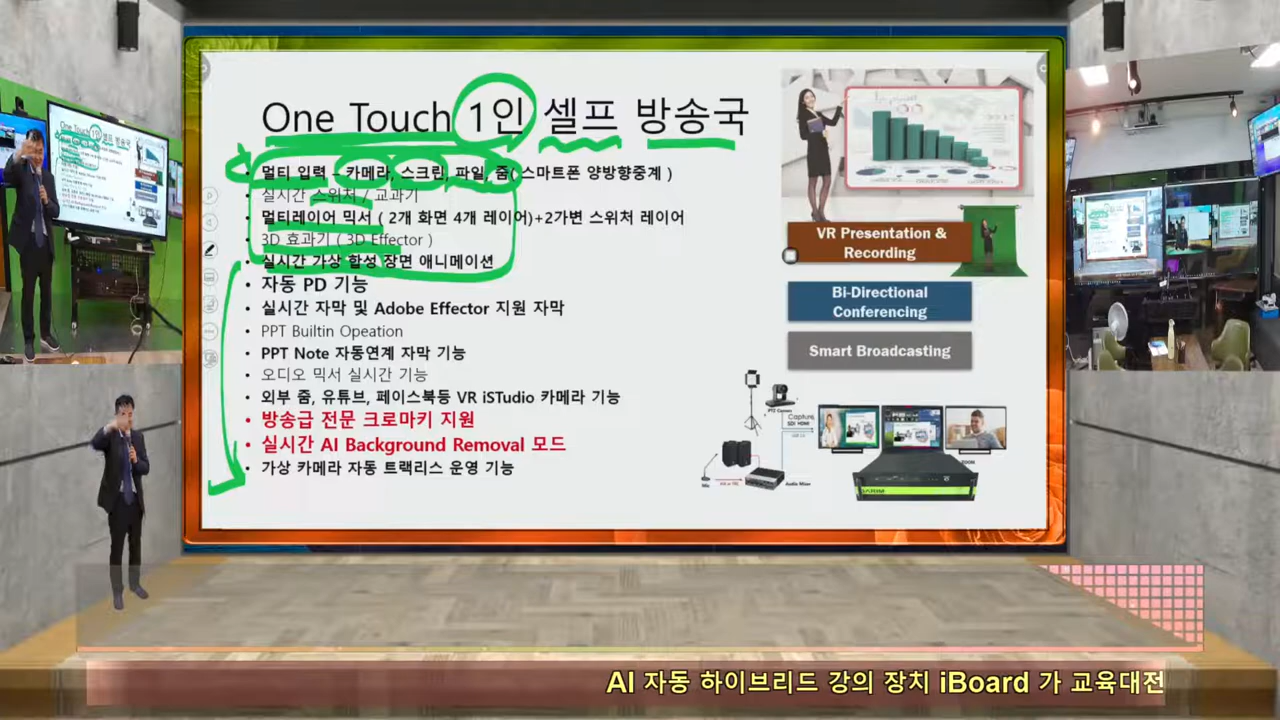 One Touch 1인 셀프 방송국
• 멀티 입력 – 카메라, 스크린, 파일, 줌( 스마트폰 양방향중계 )
• 실시간 스위처 / 교과기
• 멀티레이어 믹서 ( 2개 화면 4개 레이어)+2가변 스위처 레이어
• 3D 효과기 ( 3D Effector )
• 실시간 가상 합성 장면 애니메이션
• 자동 PD 기능
• 실시간 자막 및 Adobe Effector 지원 자막
• PPT Builtin Opeation
• PPT Note 자동연계 자막 기능
• 오디오 믹서 실시간 기능
• 외부 줌, 유튜브, 페이스북등 VR iSTudio 카메라 기능
• 방송급 전문 크로마키 지원
• 실시간 AI Background Removal 모드
• 가상 카메라 자동 트랙리스 운영 기능
VR Presentation &
Recording
Bi-Directional
Conferencing
Smart Broadcasting
PTZ Camera
Capture
SDI HDMI
Mic
Audio Mixer
AI 자동 하이브리드 강의 장치 iBoard 가 교육대전